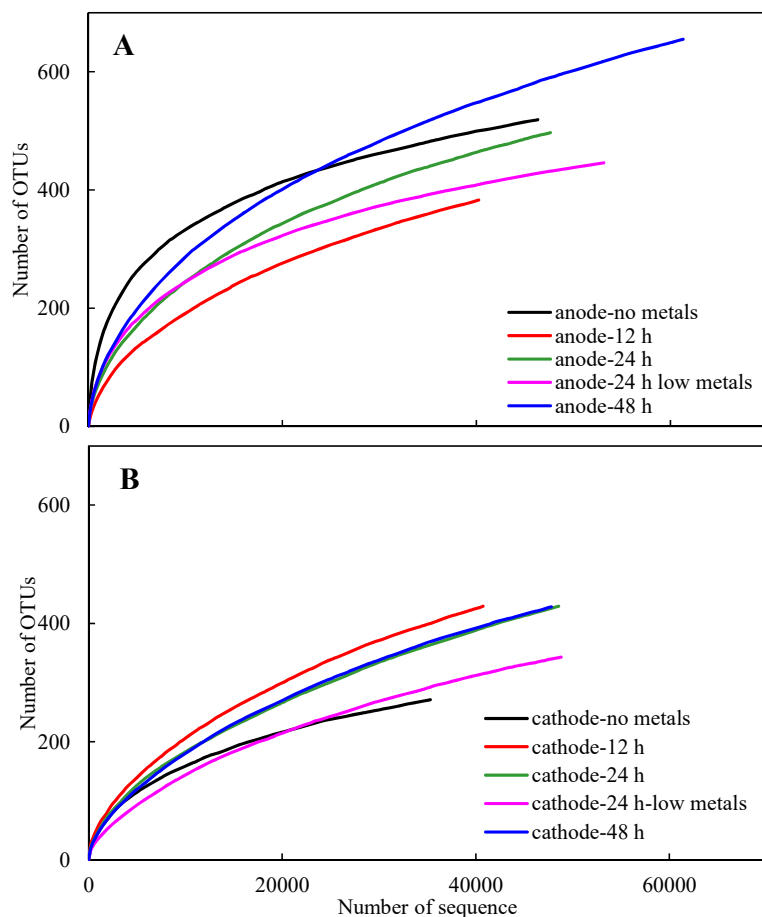 A
600
400
200
0
Number of OTUs
anode-no metals
anode-12 h
anode-24 h
anode-24 h low metals
anode-48 h
B
600
400
200
0
Number of OTUs
cathode-no metals
cathode-12 h
cathode-24 h
cathode-24 h-low metals
cathode-48 h
0 20000 40000 60000
Number of sequence